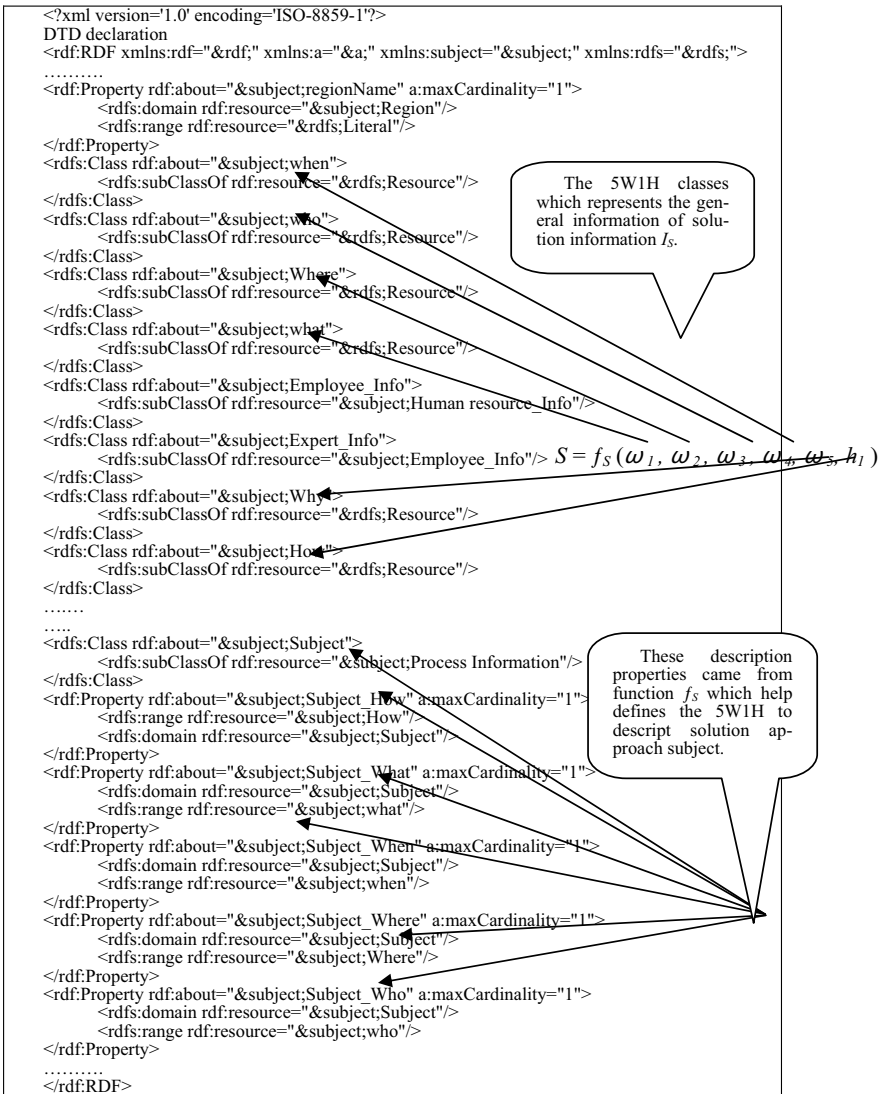 <?xml version='1.0' encoding='ISO-8859-1'?>
DTD declaration
<rdf:RDF xmlns:rdf="&rdf;" xmlns:a="&a;" xmlns:subject="&subject;" xmlns:rdfs="&rdfs;">
……….
<rdf:Property rdf:about="&subject;regionName" a:maxCardinality="1">
<rdfs:domain rdf:resource="&subject;Region"/>
<rdfs:range rdf:resource="&rdfs;Literal"/>
</rdf:Property>
<rdfs:Class rdf:about="&subject;when">
<rdfs:subClassOf rdf:resource="&rdfs;Resource"/>
</rdfs:Class>
<rdfs:Class rdf:about="&subject;who">
<rdfs:subClassOf rdf:resource="&rdfs;Resource"/>
</rdfs:Class>
<rdfs:Class rdf:about="&subject;Where">
<rdfs:subClassOf rdf:resource="&rdfs;Resource"/>
</rdfs:Class>
<rdfs:Class rdf:about="&subject;what">
<rdfs:subClassOf rdf:resource="&rdfs;Resource"/>
</rdfs:Class>
<rdfs:Class rdf:about="&subject;Employee_Info">
<rdfs:subClassOf rdf:resource="&subject;Human resource_Info"/>
</rdfs:Class>
<rdfs:Class rdf:about="&subject;Expert_Info">
<rdfs:subClassOf rdf:resource="&subject;Employee_Info"/>
</rdfs:Class>
<rdfs:Class rdf:about="&subject;Why">
<rdfs:subClassOf rdf:resource="&rdfs;Resource"/>
</rdfs:Class>
<rdfs:Class rdf:about="&subject;How">
<rdfs:subClassOf rdf:resource="&rdfs;Resource"/>
</rdfs:Class>
…….
…..
<rdfs:Class rdf:about="&subject;Subject">
<rdfs:subClassOf rdf:resource="&subject;Process Information"/>
</rdfs:Class>
<rdf:Property rdf:about="&subject;Subject_How" a:maxCardinality="1">
<rdfs:range rdf:resource="&subject;How"/>
<rdfs:domain rdf:resource="&subject;Subject"/>
</rdf:Property>
<rdf:Property rdf:about="&subject;Subject_What" a:maxCardinality="1">
<rdfs:domain rdf:resource="&subject;Subject"/>
<rdfs:range rdf:resource="&subject;what"/>
</rdf:Property>
<rdf:Property rdf:about="&subject;Subject_When" a:maxCardinality="1">
<rdfs:domain rdf:resource="&subject;Subject"/>
<rdfs:range rdf:resource="&subject;when"/>
</rdf:Property>
<rdf:Property rdf:about="&subject;Subject_Where" a:maxCardinality="1">
<rdfs:domain rdf:resource="&subject;Subject"/>
<rdfs:range rdf:resource="&subject;Where"/>
</rdf:Property>
<rdf:Property rdf:about="&subject;Subject_Who" a:maxCardinality="1">
<rdfs:domain rdf:resource="&subject;Subject"/>
<rdfs:range rdf:resource="&subject;who"/>
</rdf:Property>
……….
</rdf:RDF>
The 5W1H classes
which represents the gen-
eral information of solu-
tion information I_S.
S = f_S (ω_1, ω_2, ω_3, ω_4, ω_5, h_1)
These description
properties came from
function f_S which help
defines the 5W1H to
descript solution ap-
proach subject.